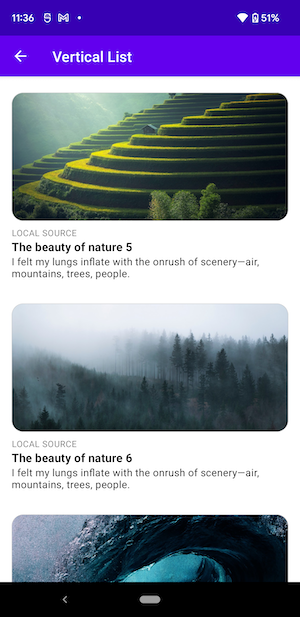 11:36
51%
Vertical List
LOCAL SOURCE
The beauty of nature 5
I felt my lungs inflate with the onrush of scenery—air,
mountains, trees, people.
LOCAL SOURCE
The beauty of nature 6
I felt my lungs inflate with the onrush of scenery—air,
mountains, trees, people.